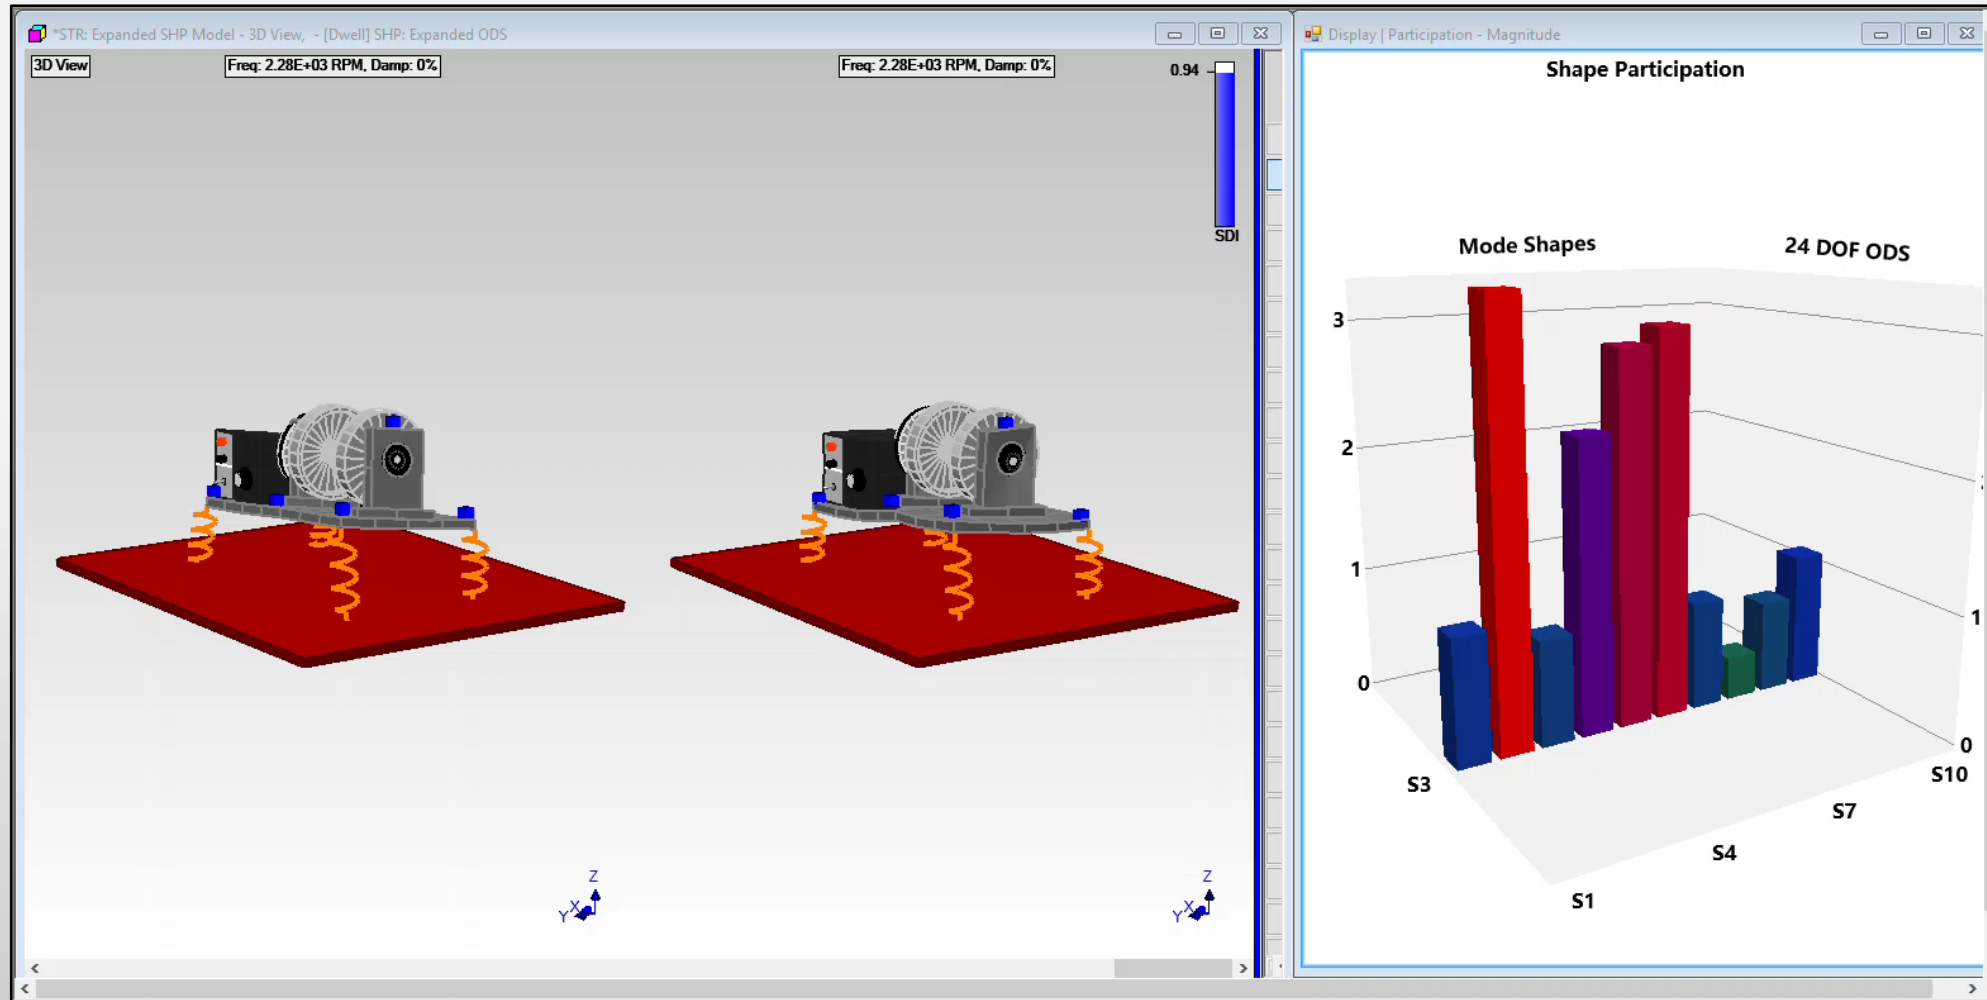 *STR: Expanded SHP Model - 3D View, - [Dwell] SHP: Expanded ODS
3D View
Freq: 2.28E+03 RPM, Damp: 0%
Freq: 2.28E+03 RPM, Damp: 0%
0.94
SDI
Z
X
Y
Z
X
Y
Display | Participation - Magnitude
Shape Participation
Mode Shapes
24 DOF ODS
3
2
1
0
1
0
S3
S1
S4
S7
S10